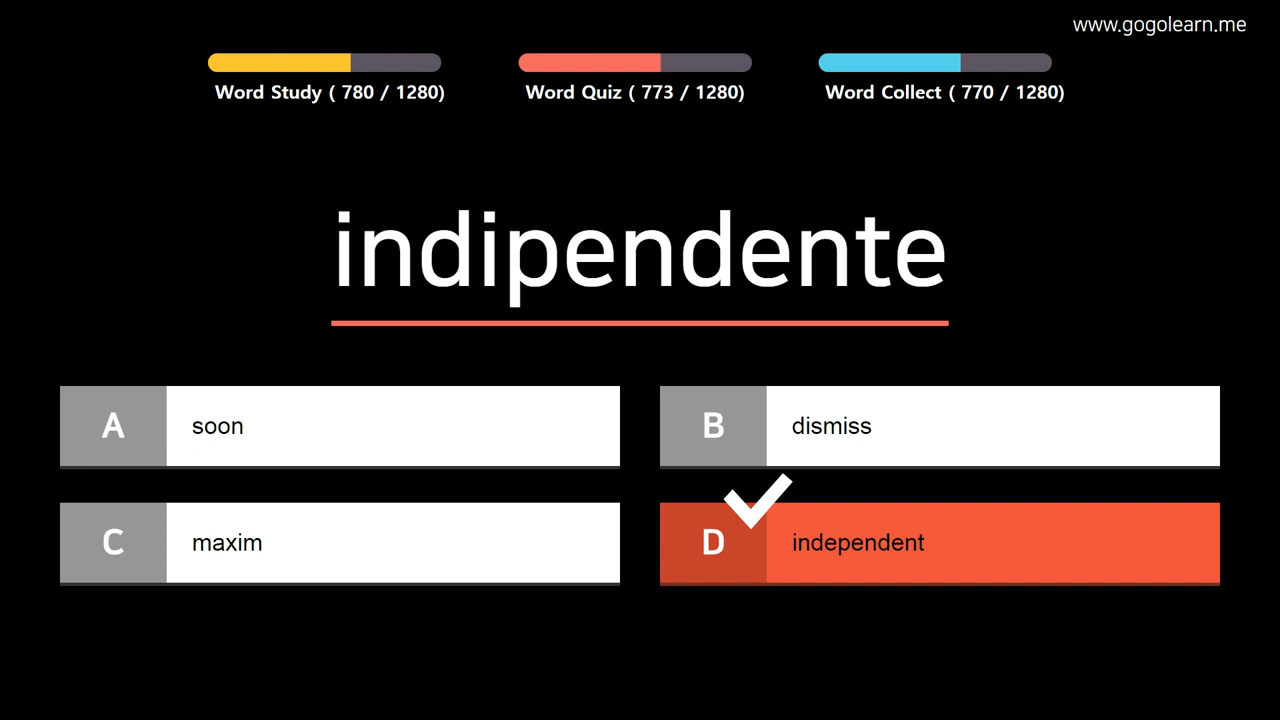 www.gogolearn.me
Word Study ( 780 / 1280)
Word Quiz ( 773 / 1280)
Word Collect ( 770 / 1280)
indipendente
A soon
B dismiss
C maxim
D independent